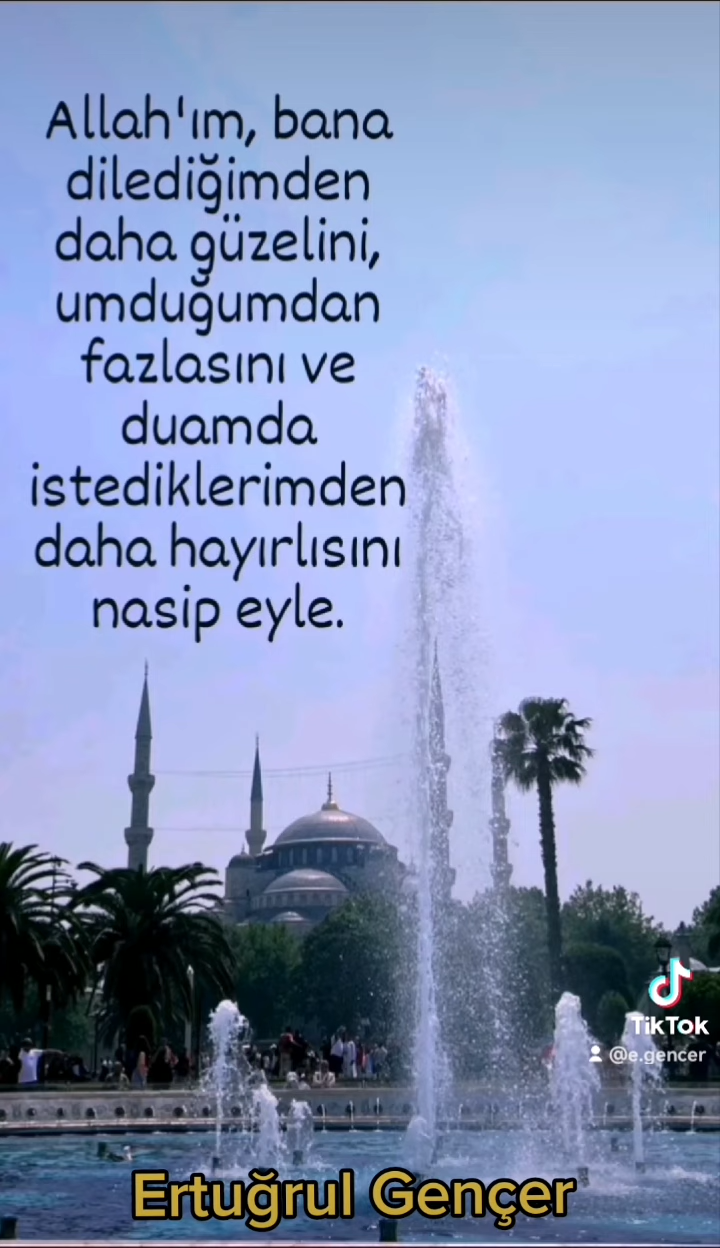 Allah'ım, bana
dilediğimden
daha güzelini,
umduğumdan
fazlasını ve
duamda
istediklerimden
daha hayırlısını
nasip eyle.
TikTok
@e.gencer
Ertuğrul Gençer